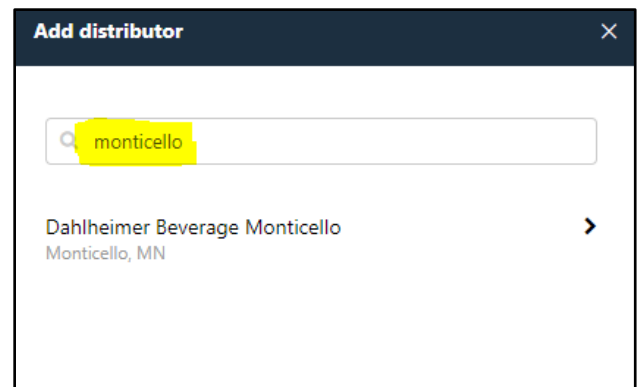 Add distributor
monticello
Dahlheimer Beverage Monticello
Monticello, MN